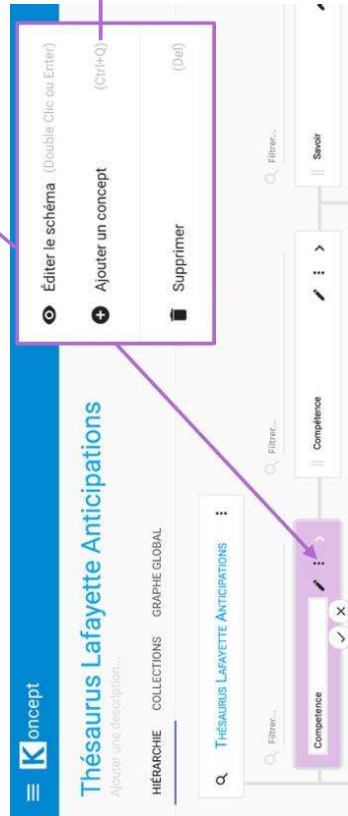 Koncept
Thésaurus Lafayette Anticipations
Ajouter une description...
HIÉRARCHIE COLLECTIONS GRAPHE GLOBAL
THÉSAURUS LAFAYETTE ANTICIPATIONS
Éditer le schéma (Double Clic ou Enter)
Ajouter un concept (Ctrl+Q)
Supprimer (Del)
Filtrer... Filtrer... Filtrer...
Competence Compétence Savoir